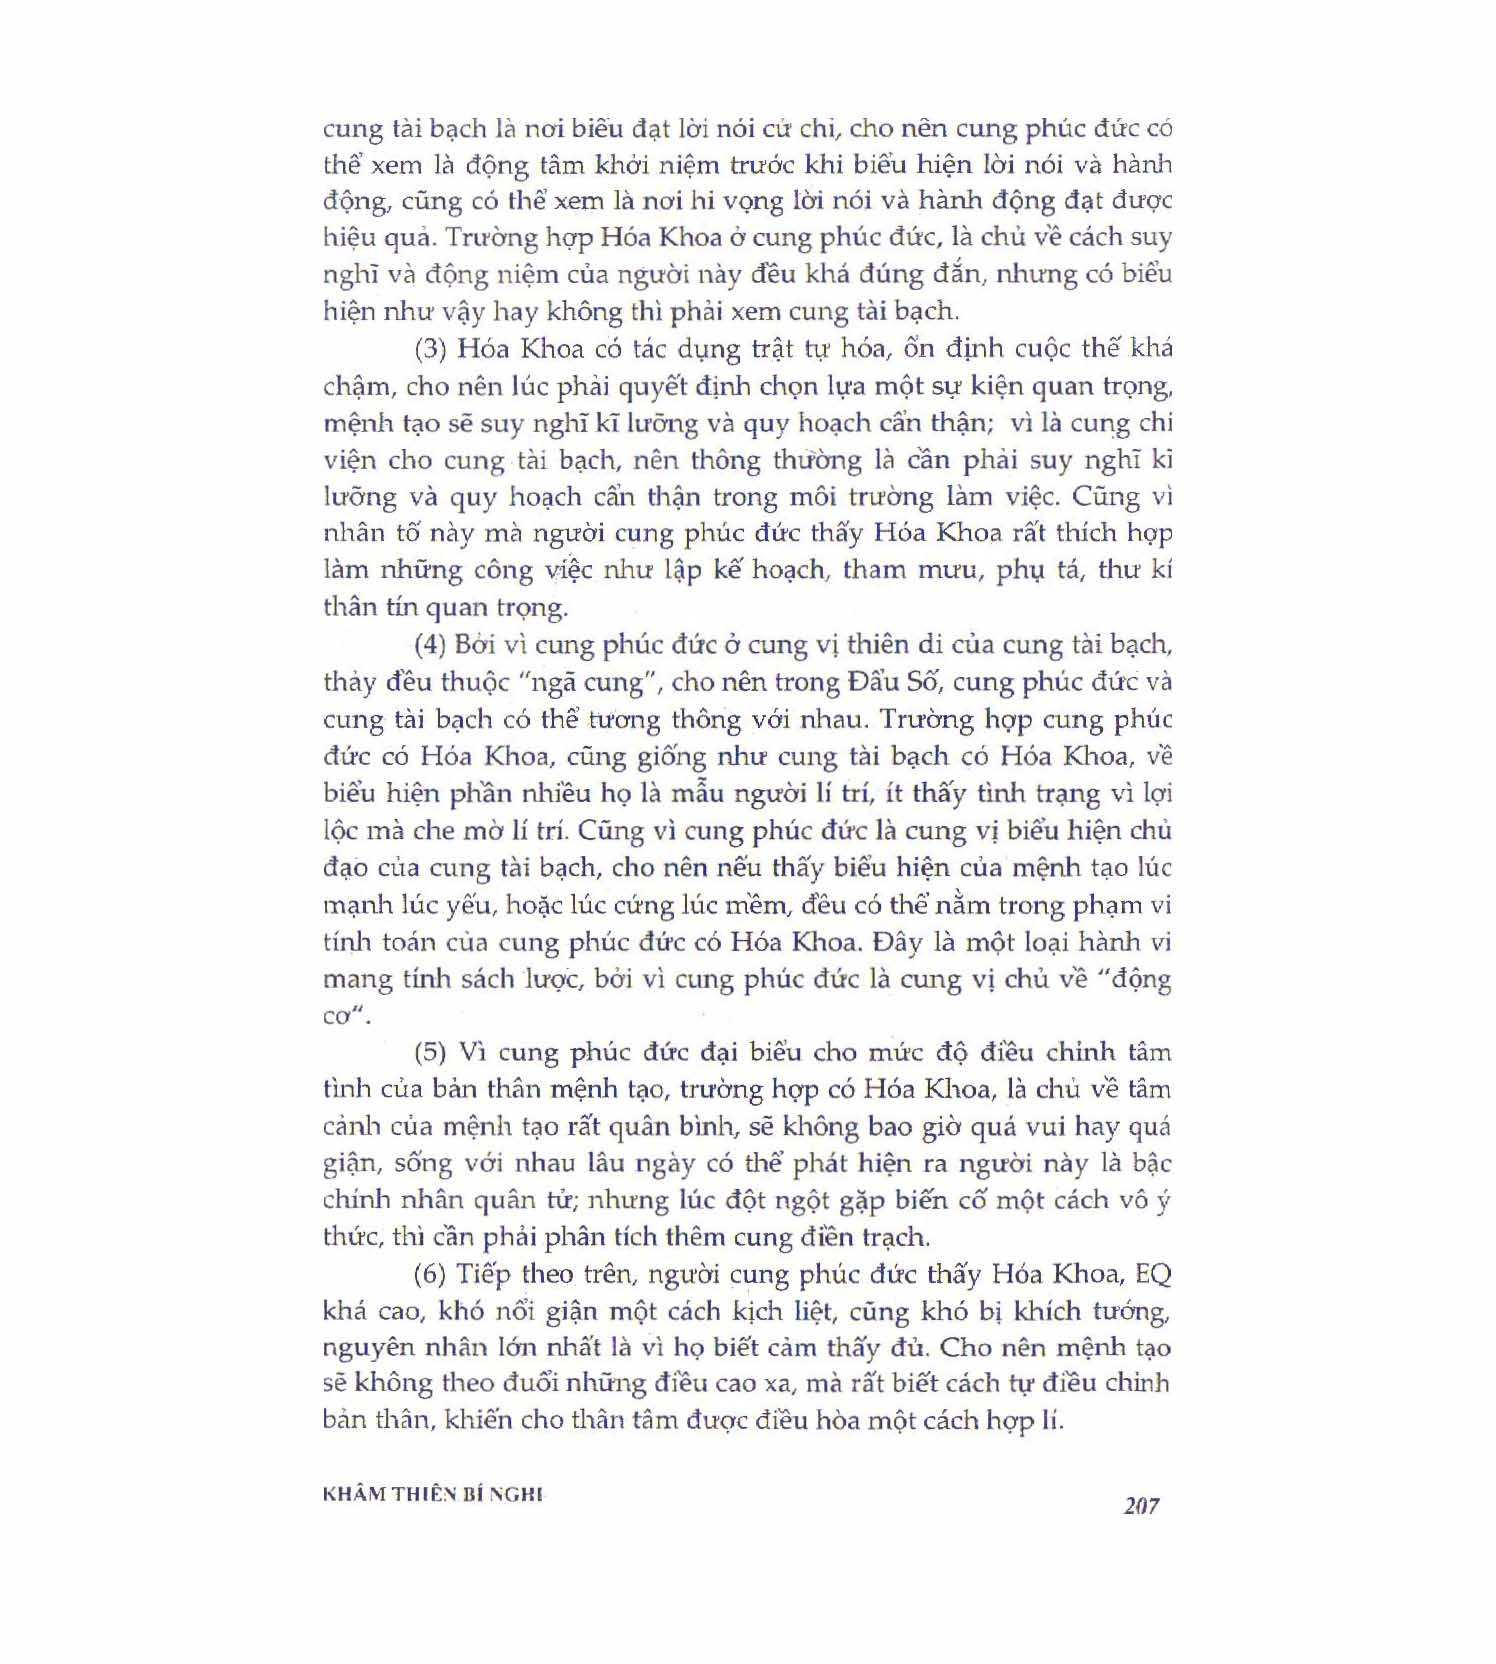 cung tài bạch là nơi biểu đạt lời nói cử chỉ, cho nên cung phúc đức có
thể xem là động tâm khởi niệm trước khi biểu hiện lời nói và hành
động, cũng có thể xem là nơi hi vọng lời nói và hành động đạt được
hiệu quả. Trường hợp Hóa Khoa ở cung phúc đức, là chủ về cách suy
nghĩ và động niệm của người này đều khá đúng đắn, nhưng có biểu
hiện như vậy hay không thì phải xem cung tài bạch.
(3) Hóa Khoa có tác dụng trật tự hóa, ổn định cuộc thế khá
chậm, cho nên lúc phải quyết định chọn lựa một sự kiện quan trọng,
mệnh tạo sẽ suy nghĩ kĩ lưỡng và quy hoạch cẩn thận; vì là cung chi
viện cho cung tài bạch, nên thông thường là cần phải suy nghĩ kĩ
lưỡng và quy hoạch cẩn thận trong môi trường làm việc. Cũng vì
nhân tố này mà người cung phúc đức thấy Hóa Khoa rất thích hợp
làm những công việc như lập kế hoạch, tham mưu, phụ tá, thư kí
thân tín quan trọng.
(4) Bởi vì cung phúc đức ở cung vị thiên di của cung tài bạch,
thảy đều thuộc "ngã cung", cho nên trong Đẩu Số, cung phúc đức và
cung tài bạch có thể tương thông với nhau. Trường hợp cung phúc
đức có Hóa Khoa, cũng giống như cung tài bạch có Hóa Khoa, về
biểu hiện phần nhiều họ là mẫu người lí trí, ít thấy tình trạng vì lợi
lộc mà che mờ lí trí. Cũng vì cung phúc đức là cung vị biểu hiện chủ
đạo của cung tài bạch, cho nên nếu thấy biểu hiện của mệnh tạo lúc
mạnh lúc yếu, hoặc lúc cứng lúc mềm, đều có thể nằm trong phạm vi
tính toán của cung phúc đức có Hóa Khoa. Đây là một loại hành vi
mang tính sách lược, bởi vì cung phúc đức là cung vị chủ về "động
cơ".
(5) Vì cung phúc đức đại biểu cho mức độ điều chỉnh tâm
tình của bản thân mệnh tạo, trường hợp có Hóa Khoa, là chủ về tâm
cảnh của mệnh tạo rất quân bình, sẽ không bao giờ quá vui hay quá
giận, sống với nhau lâu ngày có thể phát hiện ra người này là bậc
chính nhân quân tử; nhưng lúc đột ngột gặp biến cố một cách vô ý
thức, thì cần phải phân tích thêm cung điền trạch.
(6) Tiếp theo trên, người cung phúc đức thấy Hóa Khoa, EQ
khá cao, khó nổi giận một cách kịch liệt, cũng khó bị khích tướng,
nguyên nhân lớn nhất là vì họ biết cảm thấy đủ. Cho nên mệnh tạo
sẽ không theo đuổi những điều cao xa, mà rất biết cách tự điều chỉnh
bản thân, khiến cho thân tâm được điều hòa một cách hợp lí.
KHÂM THIÊN BÍ NGHI
207